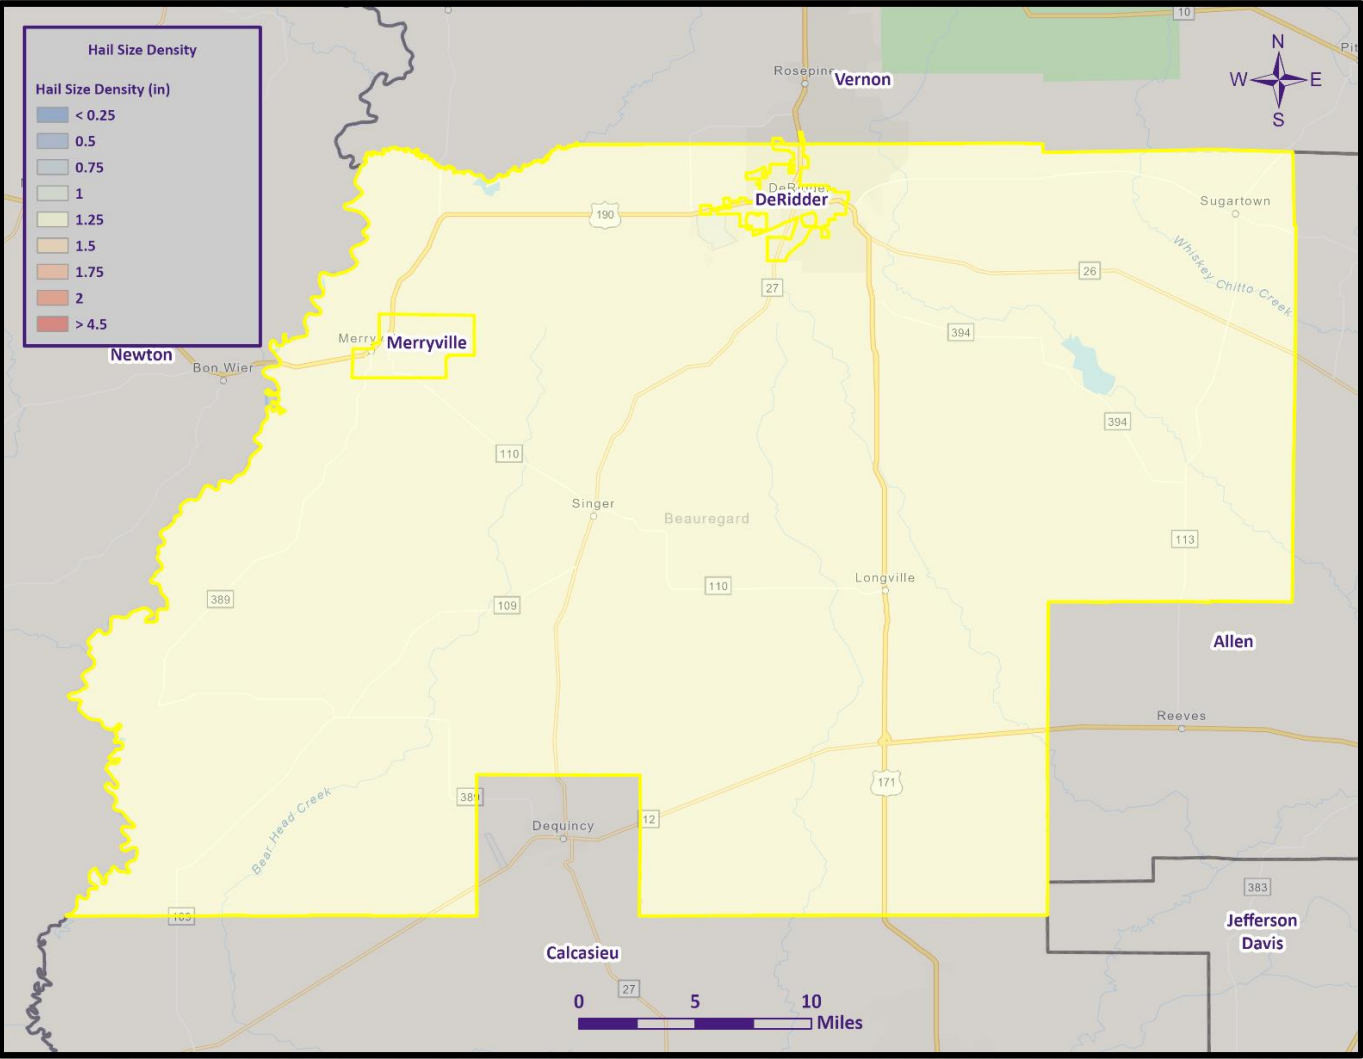 Hail Size Density
Hail Size Density (in)
< 0.25
0.5
0.75
1
1.25
1.5
1.75
2
> 4.5
10
N
W E
S
Rosepine
Vernon
DeRidder
DeRidder
190
Sugartown
Whiskey Chitto Creek
26
27
394
Merryville
Newton
Bon Wier
394
110
Singer
Beauregard
113
110
Longville
389
109
Allen
Reeves
171
389
12
Dequincy
Bear Head Creek
383
109
Jefferson
Davis
Calcasieu
27
0 5 10
Miles